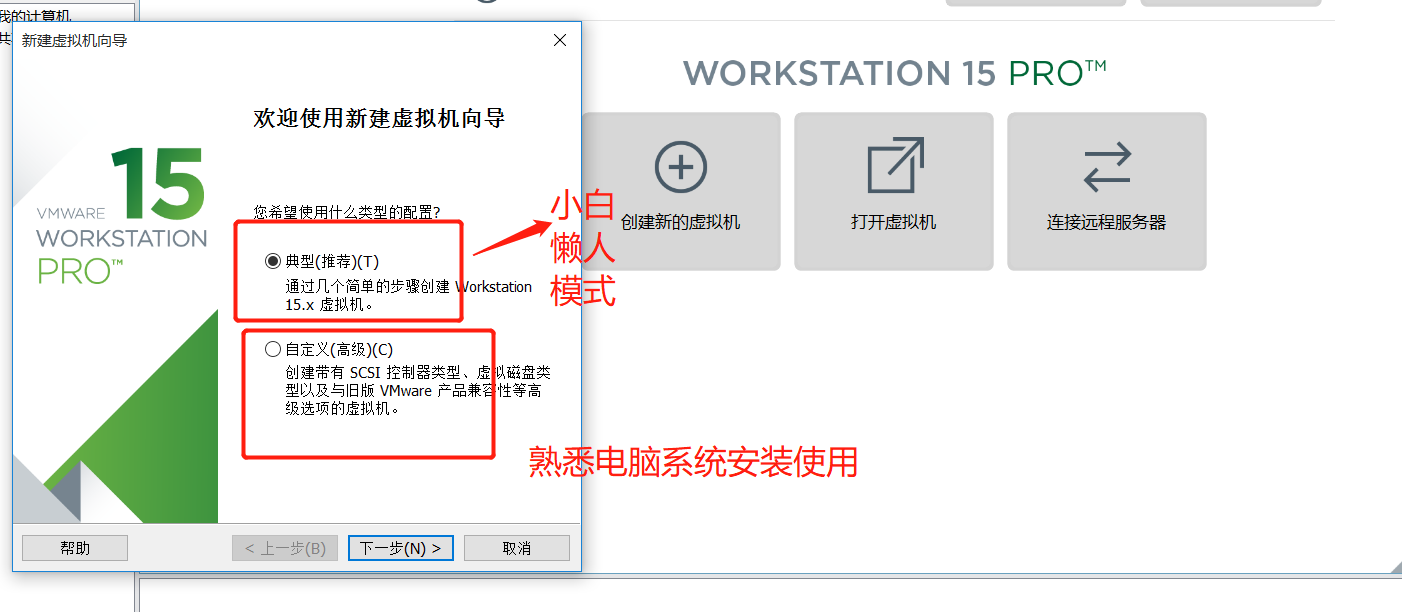 我的计算机
共
新建虚拟机向导
WORKSTATION 15 PRO™
欢迎使用新建虚拟机向导
15
VMWARE
WORKSTATION
PRO™
您希望使用什么类型的配置?
典型(推荐)(T)
通过几个简单的步骤创建 Workstation
15.x 虚拟机。
自定义(高级)(C)
创建带有 SCSI 控制器类型、虚拟磁盘类
型以及与旧版 VMware 产品兼容性等高
级选项的虚拟机。
小白
懒人
模式
创建新的虚拟机
打开虚拟机
连接远程服务器
熟悉电脑系统安装使用
帮助
< 上一步(B)
下一步(N) >
取消